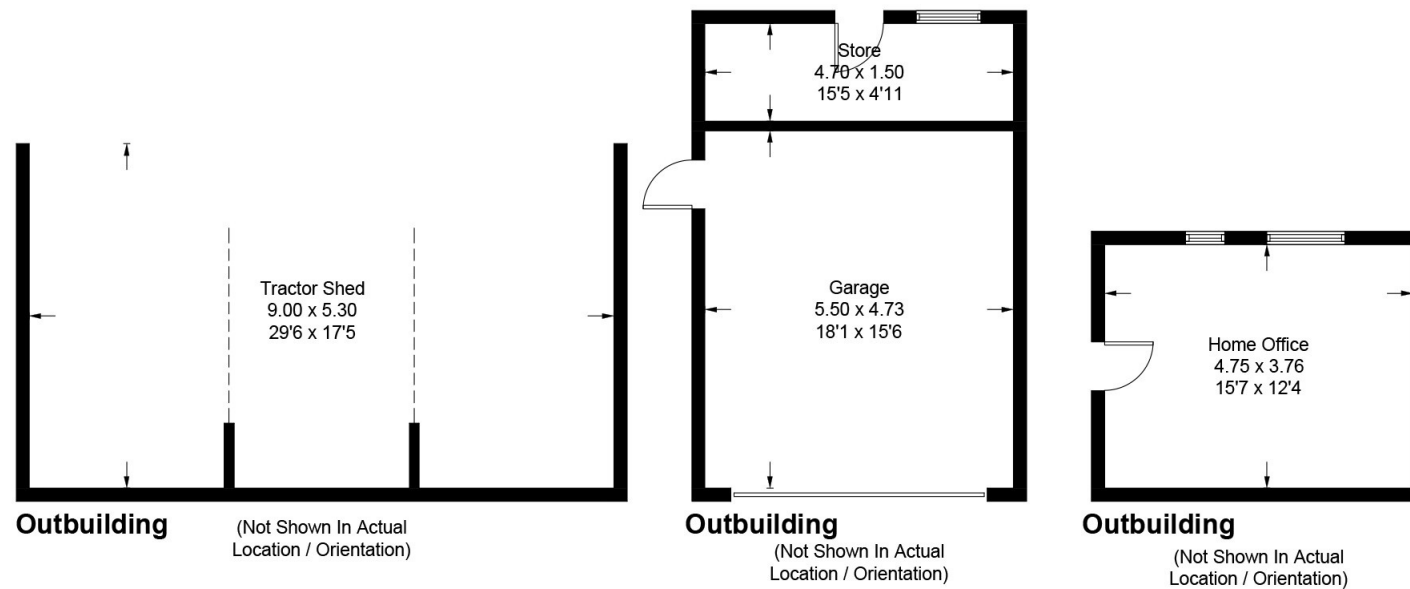 Store
4.70 x 1.50
15'5 x 4'11
Tractor Shed
9.00 x 5.30
29'6 x 17'5
Garage
5.50 x 4.73
18'1 x 15'6
Home Office
4.75 x 3.76
15'7 x 12'4
Outbuilding
(Not Shown In Actual
Location / Orientation)
Outbuilding
(Not Shown In Actual
Location / Orientation)
Outbuilding
(Not Shown In Actual
Location / Orientation)